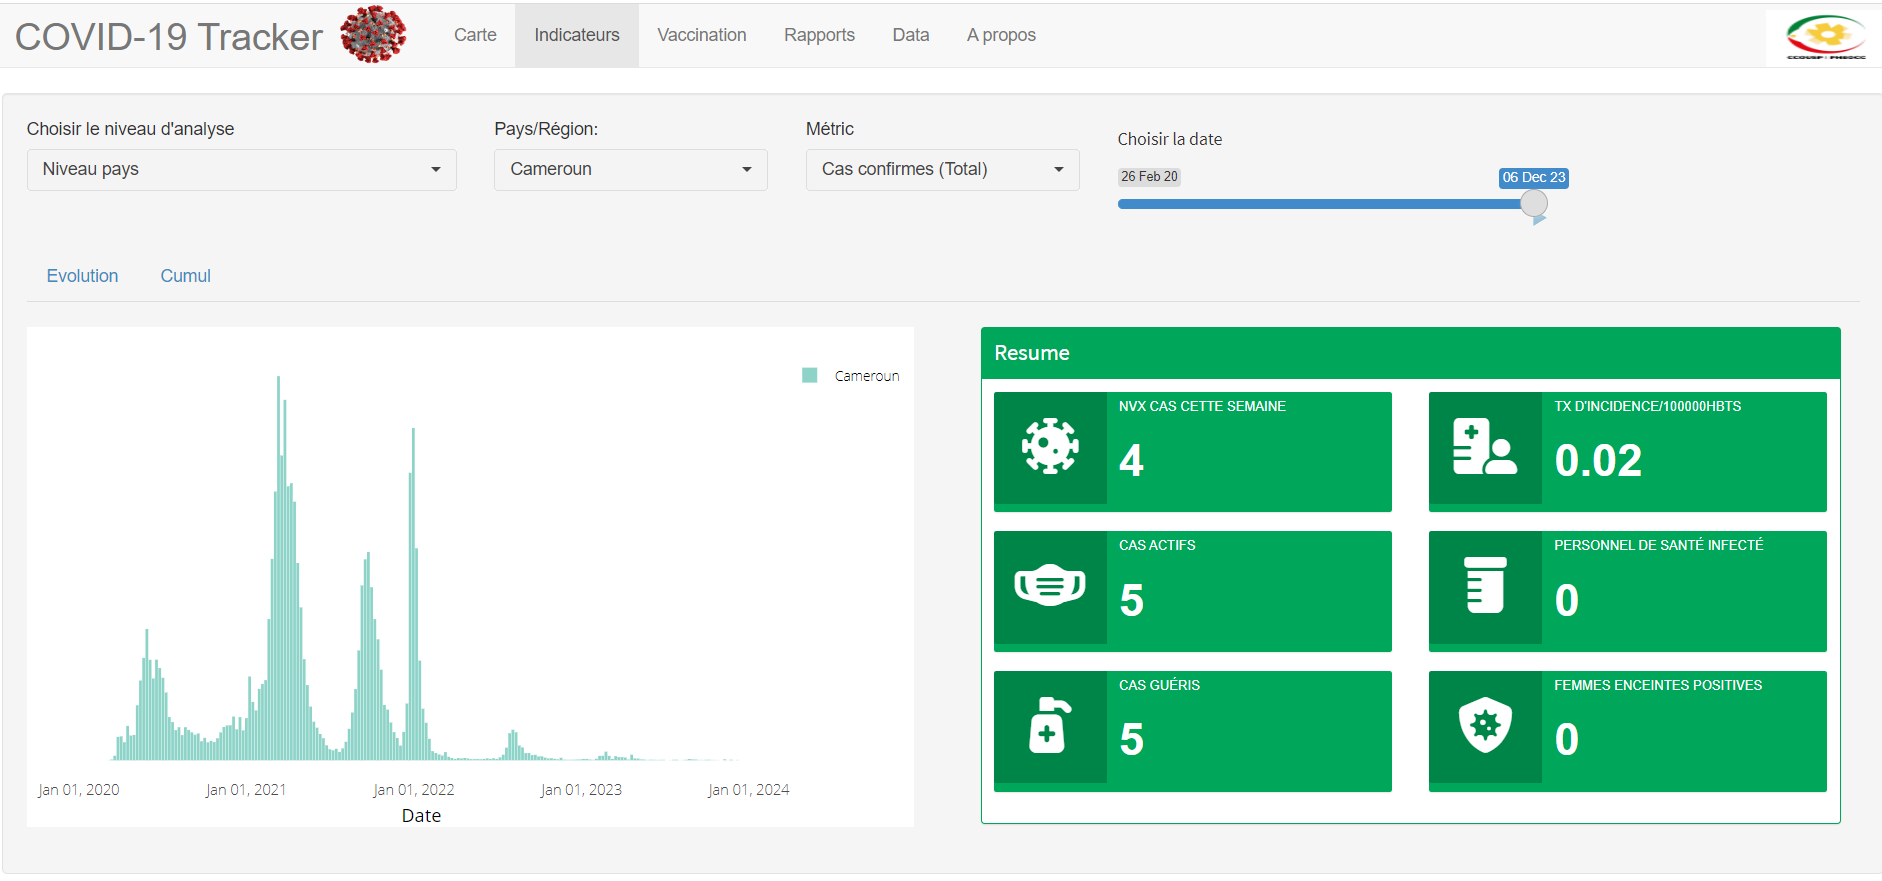 COVID-19 Tracker
Carte
Indicateurs
Vaccination
Rapports
Data
A propos
Choisir le niveau d'analyse
Niveau pays
Pays/Région:
Cameroun
Métric
Cas confirmes (Total)
Choisir la date
26 Feb 20
06 Dec 23
Evolution
Cumul
Cameroun
Jan 01, 2020
Jan 01, 2021
Jan 01, 2022
Jan 01, 2023
Jan 01, 2024
Date
Resume
NVX CAS CETTE SEMAINE
4
TX D'INCIDENCE/100000HBTS
0.02
CAS ACTIFS
5
PERSONNEL DE SANTÉ INFECTÉ
0
CAS GUÉRIS
5
FEMMES ENCEINTES POSITIVES
0